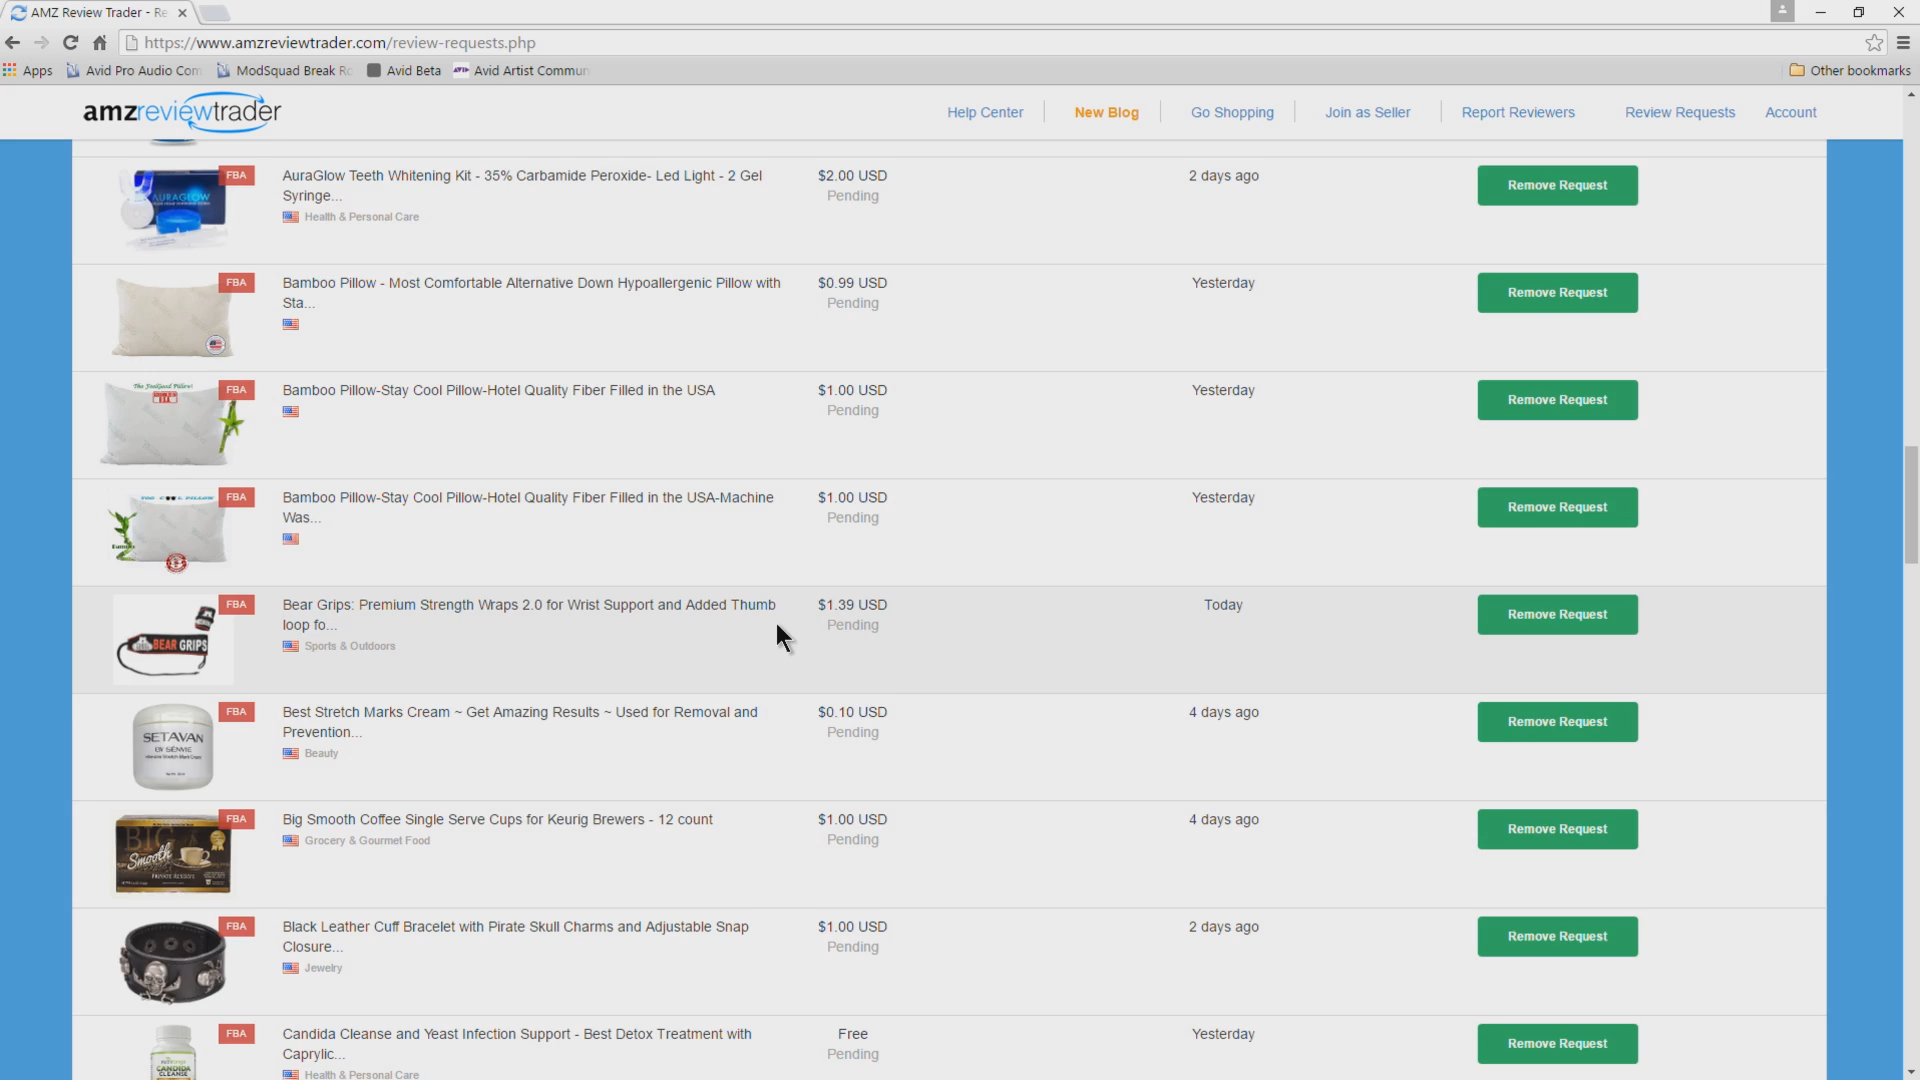 AMZ Review Trader - Re
https://www.amzreviewtrader.com/review-requests.php
Apps
Avid Pro Audio Com
ModSquad Break Ro
Avid Beta
Avid Artist Commun
Other bookmarks
amzreviewtrader
Help Center
New Blog
Go Shopping
Join as Seller
Report Reviewers
Review Requests
Account
AURAGLOW
FBA
AuraGlow Teeth Whitening Kit - 35% Carbamide Peroxide- Led Light - 2 Gel
Syringe...
Health & Personal Care
$2.00 USD
Pending
2 days ago
Remove Request
FBA
Bamboo Pillow - Most Comfortable Alternative Down Hypoallergenic Pillow with
Sta...
$0.99 USD
Pending
Yesterday
Remove Request
FBA
Bamboo Pillow-Stay Cool Pillow-Hotel Quality Fiber Filled in the USA
$1.00 USD
Pending
Yesterday
Remove Request
FBA
Bamboo Pillow-Stay Cool Pillow-Hotel Quality Fiber Filled in the USA-Machine
Was...
$1.00 USD
Pending
Yesterday
Remove Request
BEAR GRIPS
FBA
Bear Grips: Premium Strength Wraps 2.0 for Wrist Support and Added Thumb
loop fo...
Sports & Outdoors
$1.39 USD
Pending
Today
Remove Request
SETAVAN
BY SENVIE
FBA
Best Stretch Marks Cream ~ Get Amazing Results ~ Used for Removal and
Prevention...
Beauty
$0.10 USD
Pending
4 days ago
Remove Request
BIG
Smooth
FBA
Big Smooth Coffee Single Serve Cups for Keurig Brewers - 12 count
Grocery & Gourmet Food
$1.00 USD
Pending
4 days ago
Remove Request
FBA
Black Leather Cuff Bracelet with Pirate Skull Charms and Adjustable Snap
Closure...
Jewelry
$1.00 USD
Pending
2 days ago
Remove Request
CANDIDA
CLEANSE
FBA
Candida Cleanse and Yeast Infection Support - Best Detox Treatment with
Caprylic...
Health & Personal Care
Free
Pending
Yesterday
Remove Request